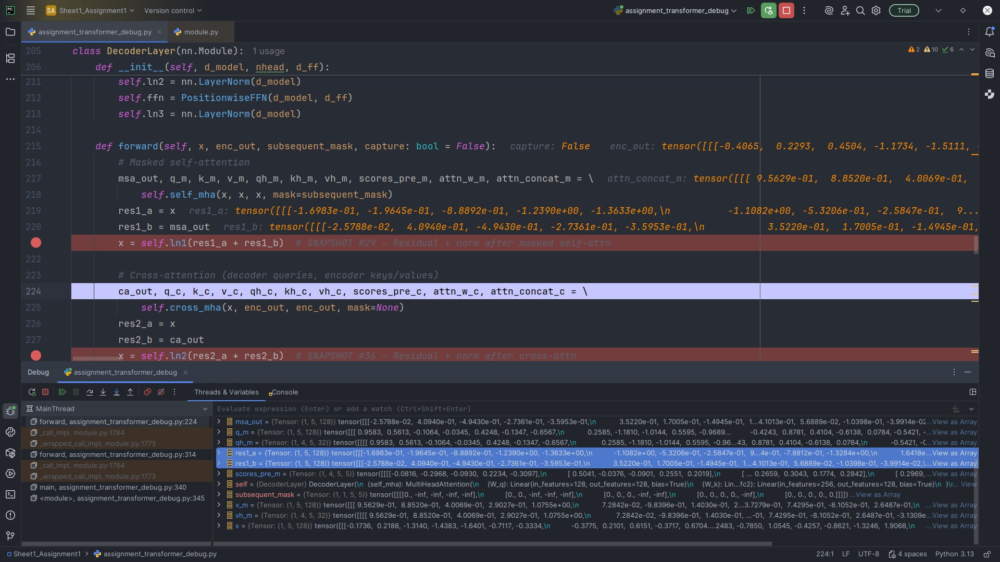 PC SA Sheet1_Assignment1 Version control assignment_transformer_debug Trial
assignment_transformer_debug.py module.py
205 class DecoderLayer(nn.Module): 1 usage 2 10 6
206 def __init__(self, d_model, nhead, d_ff):
211 self.ln2 = nn.LayerNorm(d_model)
212 self.ffn = PositionwiseFFN(d_model, d_ff)
213 self.ln3 = nn.LayerNorm(d_model)
214
215 def forward(self, x, enc_out, subsequent_mask, capture: bool = False): capture: False enc_out: tensor([[[-0.4065, 0.2293, 0.4504, -1.1734, -1.5111,
216 # Masked self-attention
217 msa_out, q_m, k_m, v_m, qh_m, kh_m, vh_m, scores_pre_m, attn_w_m, attn_concat_m = \ attn_concat_m: tensor([[[ 9.5629e-01, 8.8520e-01, 4.0069e-01,
218 self.self_mha(x, x, x, mask=subsequent_mask)
219 res1_a = x res1_a: tensor([[[-1.6983e-01, -1.9645e-01, -8.8892e-01, -1.2390e+00, -1.3633e+00,\n -1.1082e+00, -5.3206e-01, -2.5847e-01, 9...
220 res1_b = msa_out res1_b: tensor([[[-2.5788e-02, 4.0940e-01, -4.9430e-01, -2.7361e-01, -3.5953e-01,\n 3.5220e-01, 1.7005e-01, -1.4945e-01,
x = self.ln1(res1_a + res1_b) # SNAPSHOT #29 – Residual + norm after masked self-attn
222
223 # Cross-attention (decoder queries, encoder keys/values)
224 ca_out, q_c, k_c, v_c, qh_c, kh_c, vh_c, scores_pre_c, attn_w_c, attn_concat_c = \
225 self.cross_mha(x, enc_out, enc_out, mask=None)
226 res2_a = x
227 res2_b = ca_out
x = self.ln2(res2_a + res2_b) # SNAPSHOT #36 – Residual + norm after cross-attn
Debug assignment_transformer_debug
Threads & Variables Console
MainThread
forward, assignment_transformer_debug.py:224
_call_impl, module.py:1784
_wrapped_call_impl, module.py:1773
forward, assignment_transformer_debug.py:314
_call_impl, module.py:1784
_wrapped_call_impl, module.py:1773
main, assignment_transformer_debug.py:340
<module>, assignment_transformer_debug.py:345
Evaluate expression (Enter) or add a watch (Ctrl+Shift+Enter)
msa_out = {Tensor: (1, 5, 128)} tensor([[[-2.5788e-02, 4.0940e-01, -4.9430e-01, -2.7361e-01, -3.5953e-01,\n 3.5220e-01, 1.7005e-01, -1.4945e-01, 1...4.1013e-01, 5.6889e-02, -1.0398e-01, -3.9914e-02...View as Array
q_m = {Tensor: (1, 5, 128)} tensor([[[ 0.9583, 0.5613, -0.1064, -0.0345, 0.4248, -0.1347, -0.6567,\n 0.2585, -1.1810, -1.0144, 0.5595, -0.9689... -0.4243, 0.8781, 0.4104, -0.6138, 0.0784, -0.5421, ...View as Array
qh_m = {Tensor: (1, 4, 5, 32)} tensor([[[[ 0.9583, 0.5613, -0.1064, -0.0345, 0.4248, -0.1347, -0.6567,\n 0.2585, -1.1810, -1.0144, 0.5595, -0.96...43, 0.8781, 0.4104, -0.6138, 0.0784,\n -0.5421, ...View as Array
res1_a = {Tensor: (1, 5, 128)} tensor([[[-1.6983e-01, -1.9645e-01, -8.8892e-01, -1.2390e+00, -1.3633e+00,\n -1.1082e+00, -5.3206e-01, -2.5847e-01, 9...4e-01, -7.8812e-01, -1.3284e+00,\n 1.6418e...View as Array
res1_b = {Tensor: (1, 5, 128)} tensor([[[-2.5788e-02, 4.0940e-01, -4.9430e-01, -2.7361e-01, -3.5953e-01,\n 3.5220e-01, 1.7005e-01, -1.4945e-01, 1...4.1013e-01, 5.6889e-02, -1.0398e-01, -3.9914e-02,\...View as Array
scores_pre_m = {Tensor: (1, 4, 5, 5)} tensor([[[[-0.0816, -0.2968, -0.0930, 0.2234, -0.3097],\n [ 0.5041, -0.0376, -0.0901, 0.2551, 0.2019],\n [ ... 0.2659, 0.3043, 0.1774, 0.2842],\n [ 0.2969, ...View as Array
self = {DecoderLayer} DecoderLayer(\n (self_mha): MultiHeadAttention(\n (W_q): Linear(in_features=128, out_features=128, bias=True)\n (W_k): Lin...fc2): Linear(in_features=256, out_features=128, bias=True)\n )\r... View
subsequent_mask = {Tensor: (1, 1, 5, 5)} tensor([[[[0., -inf, -inf, -inf, -inf],\n [0., 0., -inf, -inf, -inf],\n [0., 0., 0., -inf, -inf],\n [0., 0., 0., 0., -inf],\n [0., 0., 0., 0., 0.]]]])...View as Array
v_m = {Tensor: (1, 5, 128)} tensor([[[ 9.5629e-01, 8.8520e-01, 4.0069e-01, 2.9027e-01, 1.0755e+00,\n 7.2842e-02, -9.8396e-01, 1.4030e-01, 2...3.7279e-01, 7.4295e-01, -8.1052e-01, 2.6487e-01,\n ...View as Array
vh_m = {Tensor: (1, 4, 5, 32)} tensor([[[[ 9.5629e-01, 8.8520e-01, 4.0069e-01, 2.9027e-01, 1.0755e+00,\n 7.2842e-02, -9.8396e-01, 1.4030e-01, ...-01, 7.4295e-01, -8.1052e-01, 2.6487e-01, -3.1309e...View as Array
x = {Tensor: (1, 5, 128)} tensor([[[-0.1736, 0.2188, -1.3140, -1.4383, -1.6401, -0.7117, -0.3334,\n -0.3775, 0.2101, 0.6151, -0.3717, 0.6704....2483, -0.7850, 1.0545, -0.4257, -0.8621, -1.3246, 1.9068,\n ...View as Array
Sheet1_Assignment1 > assignment_transformer_debug.py 224:1 LF UTF-8 4 spaces Python 3.13